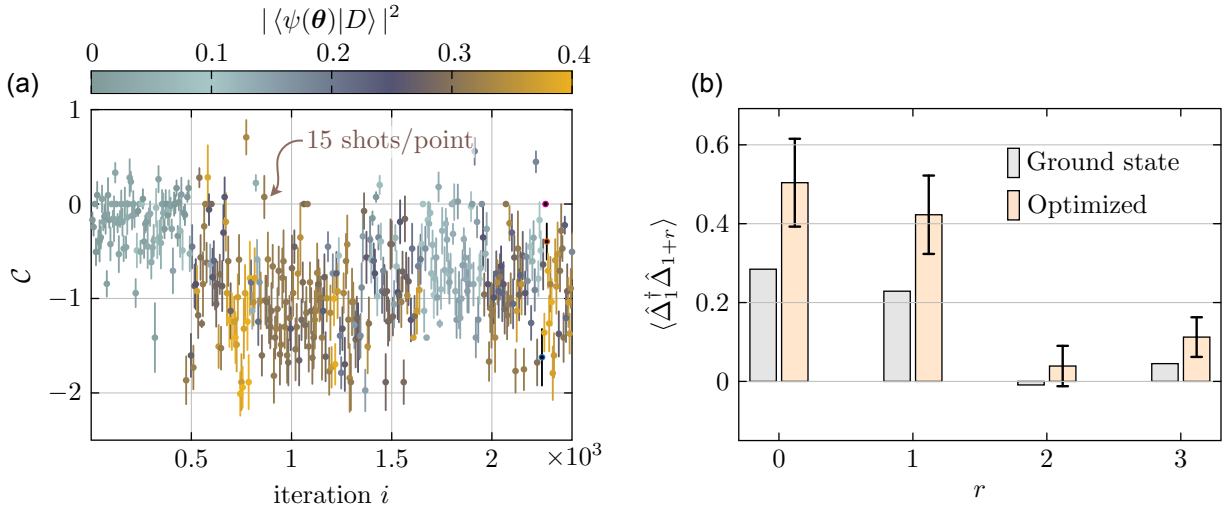 | ⟨ψ(θ)|D⟩ |²
0 0.1 0.2 0.3 0.4
(a)
1
0
−1
−2
C
15 shots/point
0.5 1 1.5 2 ×10³
iteration i
(b)
0.6
0.4
0.2
0
⟨Δ̂₁†Δ̂₁₊ᵣ⟩
Ground state
Optimized
0 1 2 3
r